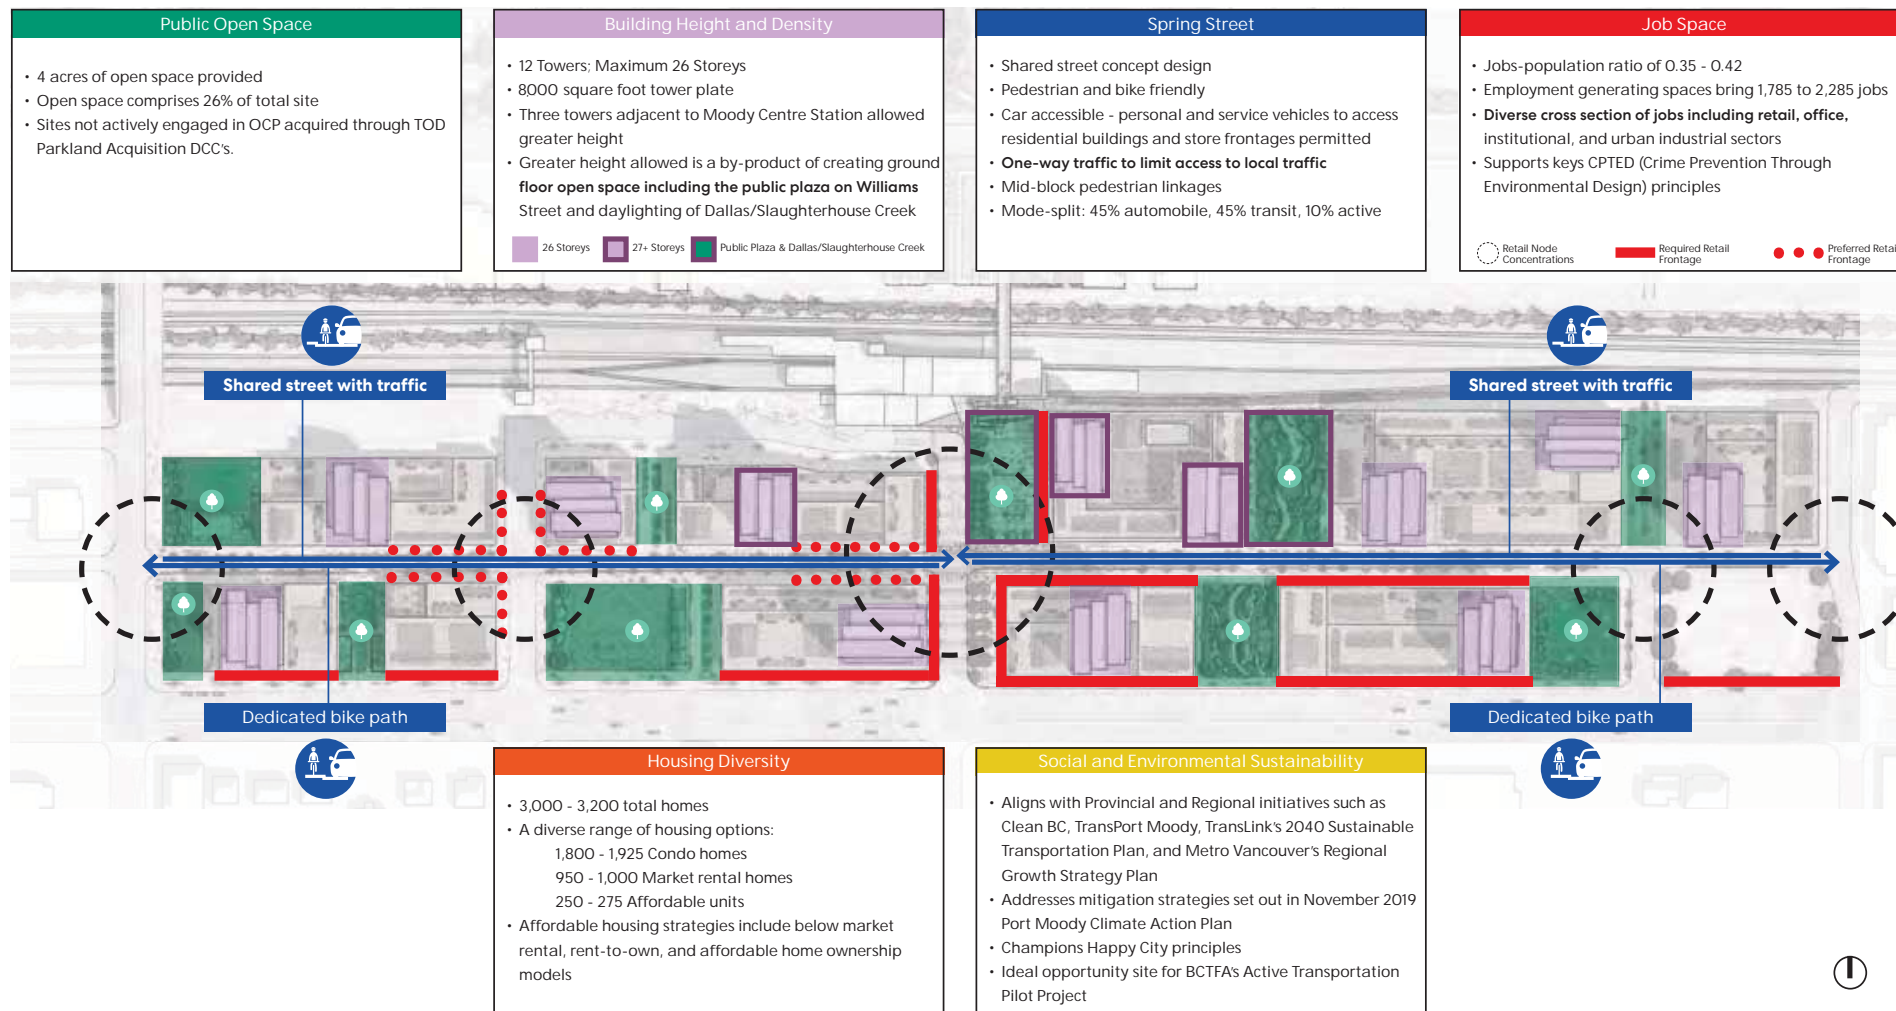 Public Open Space
• 4 acres of open space provided
• Open space comprises 26% of total site
• Sites not actively engaged in OCP acquired through TOD
Parkland Acquisition DCC's.
Building Height and Density
• 12 Towers; Maximum 26 Storeys
• 8,000 square foot tower plate
• Three towers adjacent to Moody Centre Station allowed
greater height
• Greater height allowed is a by-product of creating ground
floor open space including the public plaza on Williams
Street and daylighting of Dallas/Slaughterhouse Creek
26 Storeys
27+ Storeys
Public Plaza & Dallas/Slaughterhouse Creek
Spring Street
• Shared street concept design
• Pedestrian and bike friendly
• Car accessible - personal and service vehicles to access
residential buildings and store frontages permitted
• One-way traffic to limit access to local traffic
• Mid-block pedestrian linkages
• Mode-split: 45% automobile, 45% transit, 10% active
Job Space
• Jobs-population ratio of 0.35 - 0.42
• Employment generating spaces bring 1,785 to 2,285 jobs
• Diverse cross section of jobs including retail, office,
institutional, and urban industrial sectors
• Supports keys CPTED (Crime Prevention Through
Environmental Design) principles
Retail Node
Concentrations
Required Retail
Frontage
Preferred Retail
Frontage
Shared street with traffic
Shared street with traffic
Dedicated bike path
Dedicated bike path
Housing Diversity
• 3,000 - 3,200 total homes
• A diverse range of housing options:
1,800 - 1,925 Condo homes
950 - 1,000 Market rental homes
250 - 275 Affordable units
• Affordable housing strategies include below market
rental, rent-to-own, and affordable home ownership
models
Social and Environmental Sustainability
• Aligns with Provincial and Regional initiatives such as
Clean BC, TransPort Moody, TransLink's 2040 Sustainable
Transportation Plan, and Metro Vancouver's Regional
Growth Strategy Plan
• Addresses mitigation strategies set out in November 2019
Port Moody Climate Action Plan
• Champions Happy City principles
• Ideal opportunity site for BCTFA's Active Transportation
Pilot Project